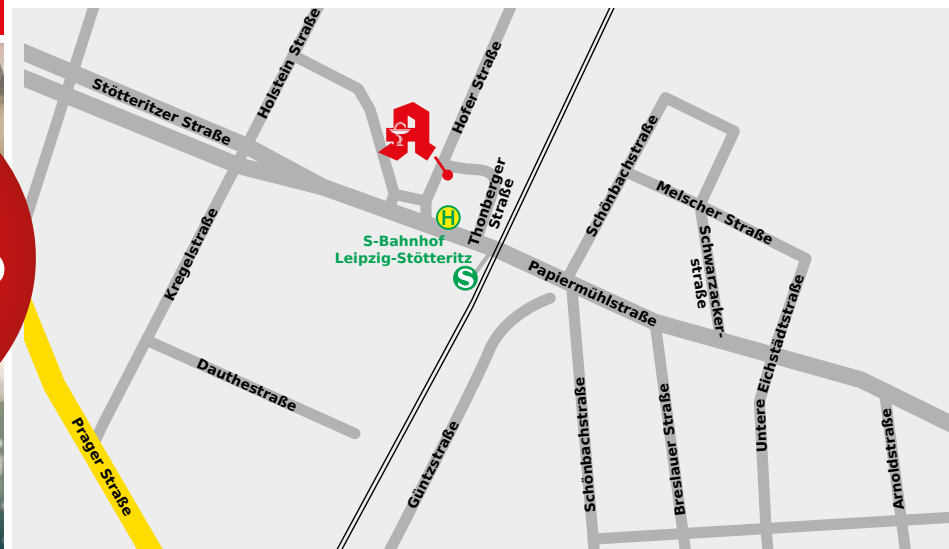 Holstein Straße
Hofer Straße
Stötteritzer Straße
Thonberger
Straße
Schönbachstraße
Melscher Straße
Kregelstraße
H
S-Bahnhof
Leipzig-Stötteritz
S
Schwarzacker-
straße
Papiermühlstraße
Untere Eichstädtstraße
Dauthestraße
Prager Straße
Güntzstraße
Schönbachstraße
Breslauer Straße
Arnoldstraße